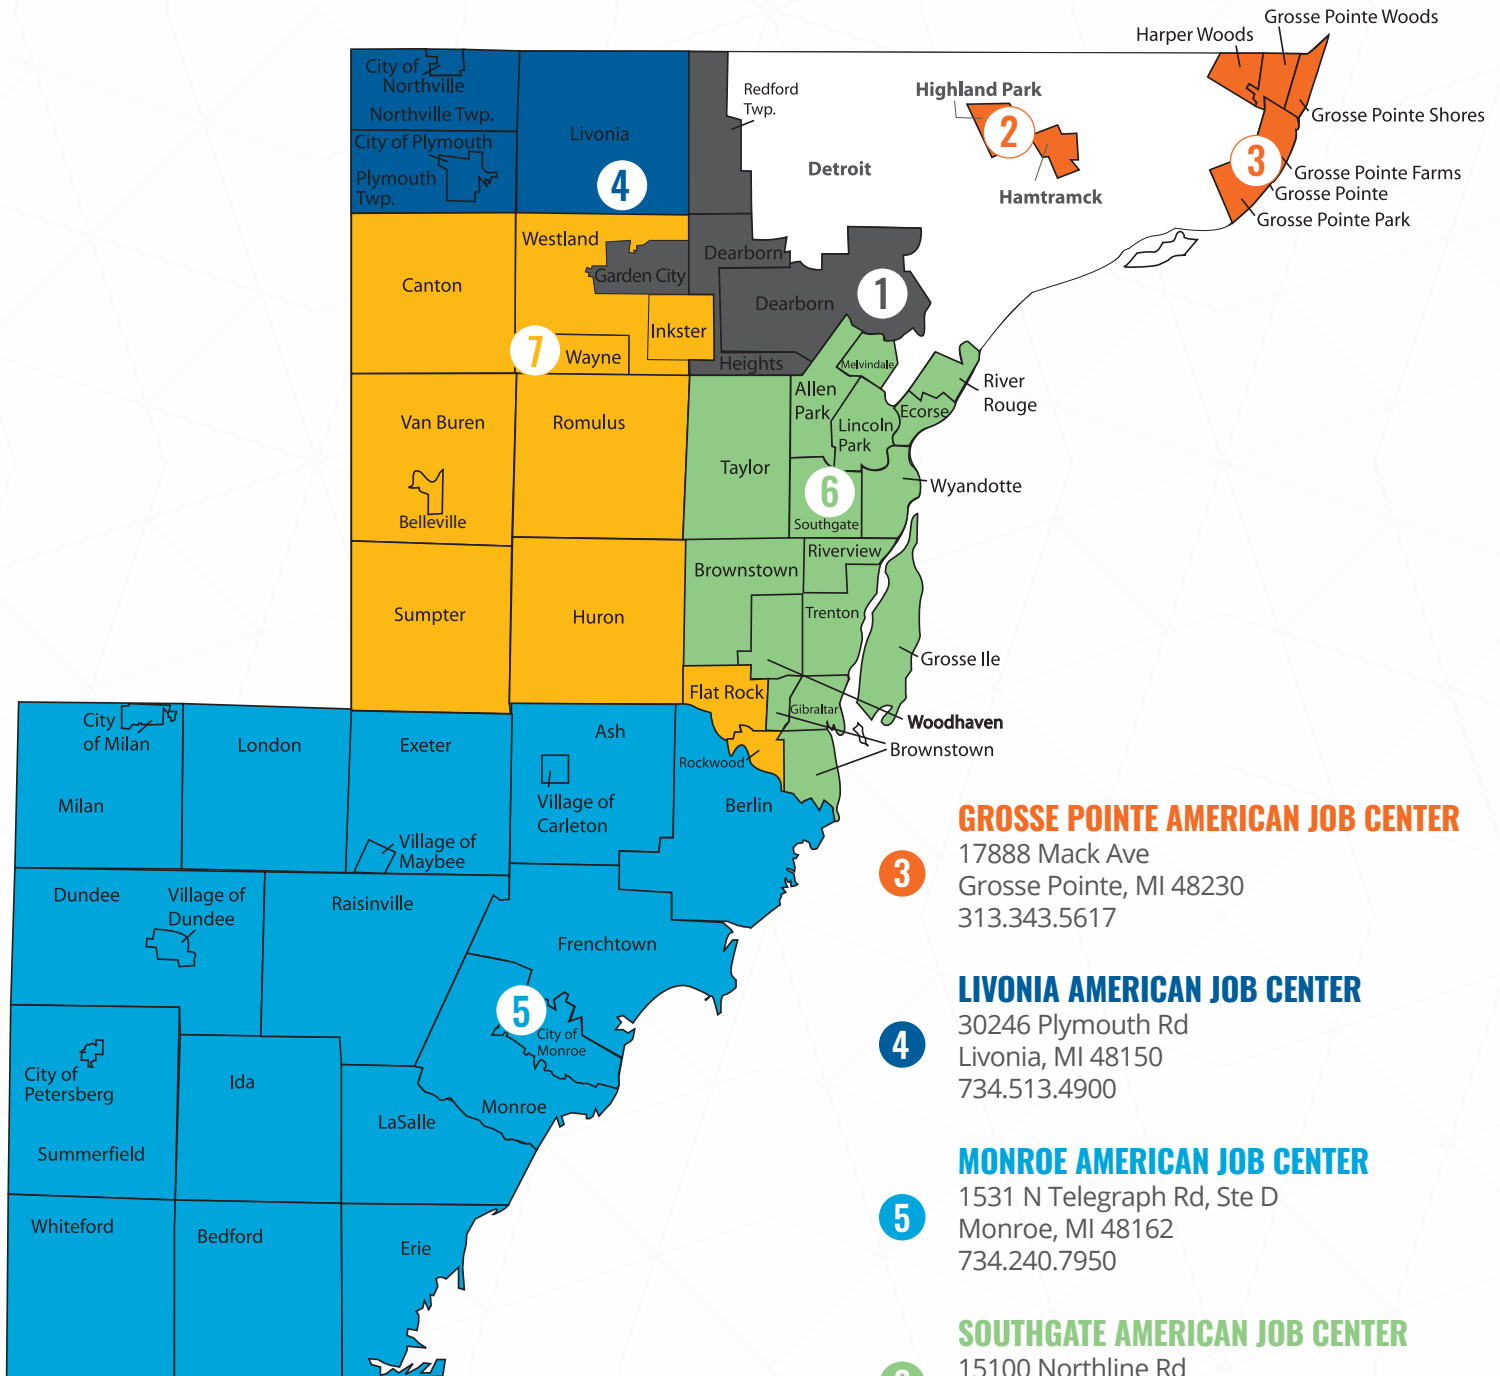 Grosse Pointe Woods
Harper Woods
City of
Northville
Northville Twp.
Livonia
Redford
Twp.
Highland Park
2
Grosse Pointe Shores
City of Plymouth
Plymouth
Twp.
4
Detroit
Hamtramck
3
Grosse Pointe Farms
Grosse Pointe
Grosse Pointe Park
Westland
Garden City
Dearborn
Canton
Dearborn
1
Inkster
7
Wayne
Heights
Melvindale
Allen
Park
River
Rouge
Ecorse
Lincoln
Park
Van Buren
Romulus
Taylor
6
Wyandotte
Belleville
Southgate
Riverview
Brownstown
Sumpter
Huron
Trenton
Grosse Ile
Flat Rock
Gibraltar
Woodhaven
Brownstown
City
of Milan
London
Exeter
Ash
Rockwood
Milan
Village of
Carleton
Berlin
Village of
Maybee
Dundee
Village of
Dundee
Raisinville
Frenchtown
5
City of
Monroe
City of
Petersberg
Ida
Monroe
LaSalle
Summerfield
Whiteford
Bedford
Erie
GROSSE POINTE AMERICAN JOB CENTER
3
17888 Mack Ave
Grosse Pointe, MI 48230
313.343.5617
LIVONIA AMERICAN JOB CENTER
4
30246 Plymouth Rd
Livonia, MI 48150
734.513.4900
MONROE AMERICAN JOB CENTER
5
1531 N Telegraph Rd, Ste D
Monroe, MI 48162
734.240.7950
SOUTHGATE AMERICAN JOB CENTER
15100 Northline Rd